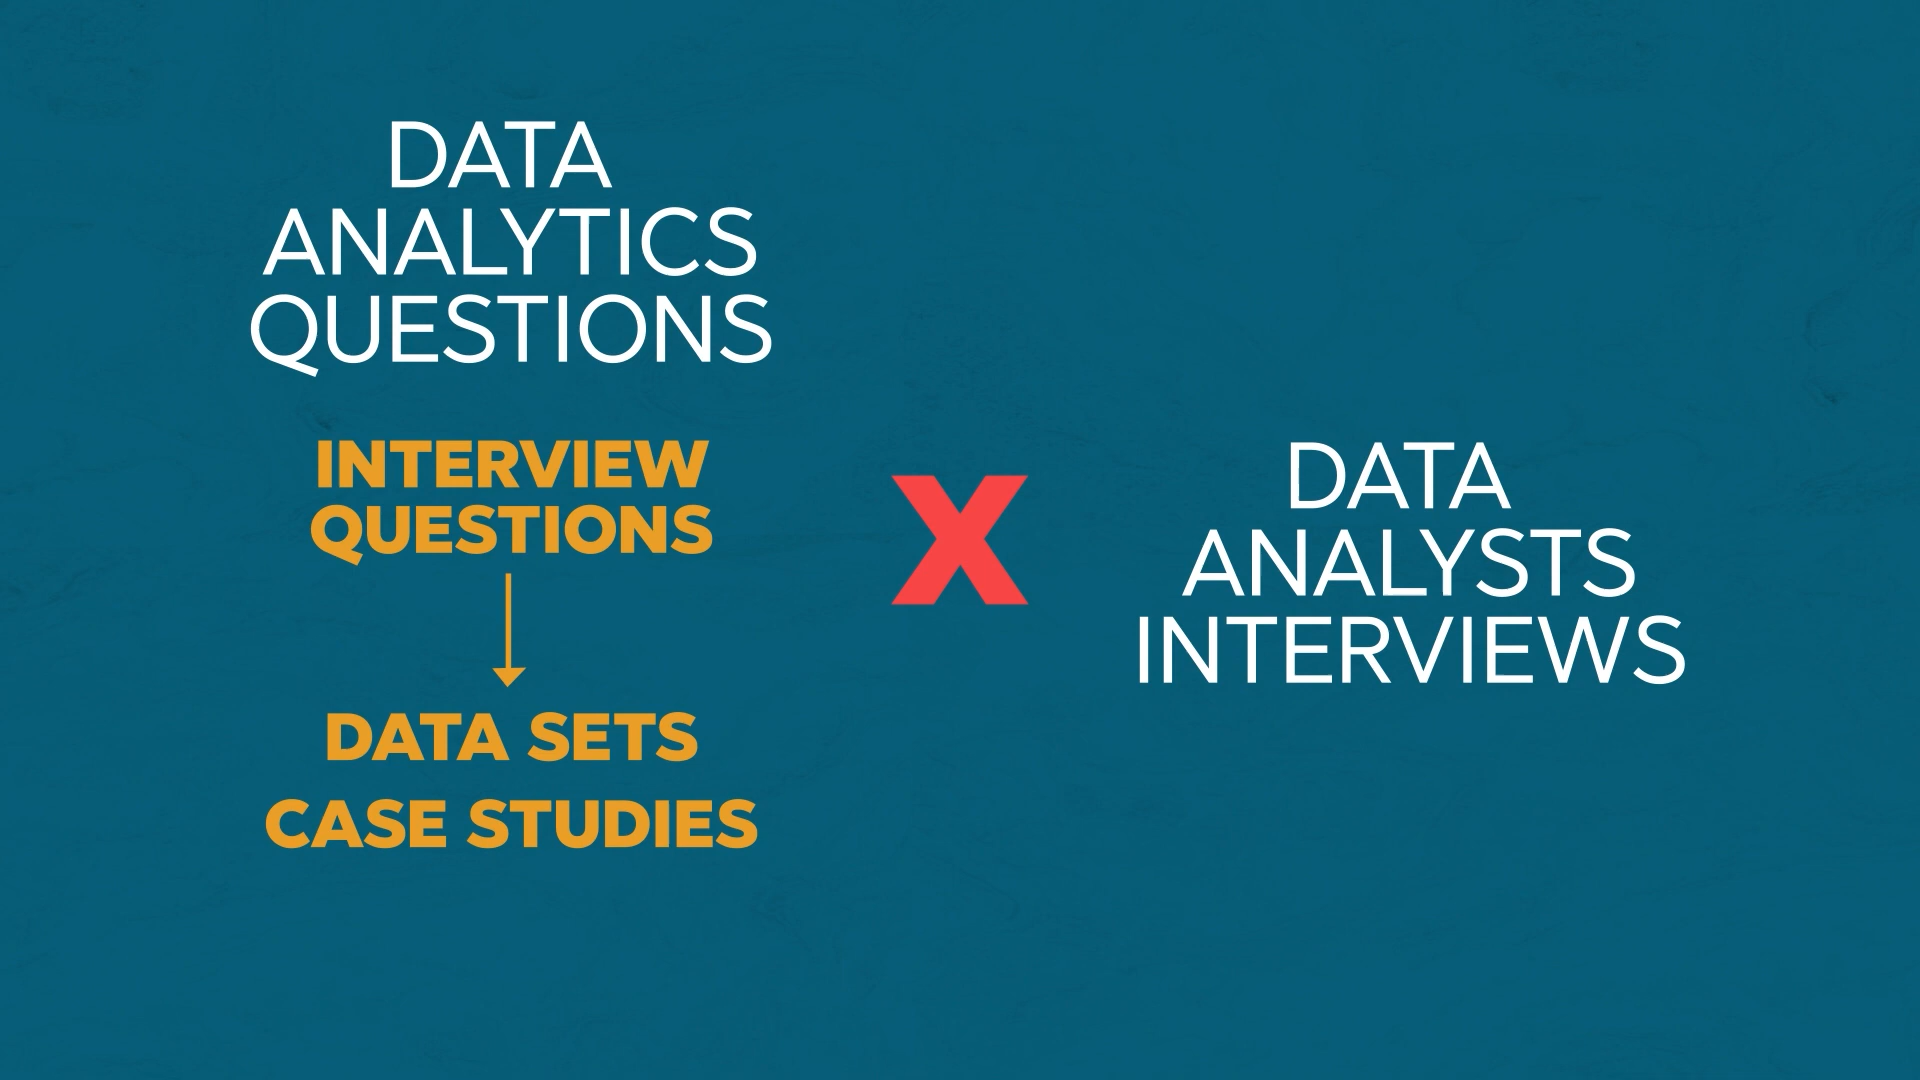 DATA
ANALYTICS
QUESTIONS
INTERVIEW
QUESTIONS
DATA SETS
CASE STUDIES
X
DATA
ANALYSTS
INTERVIEWS